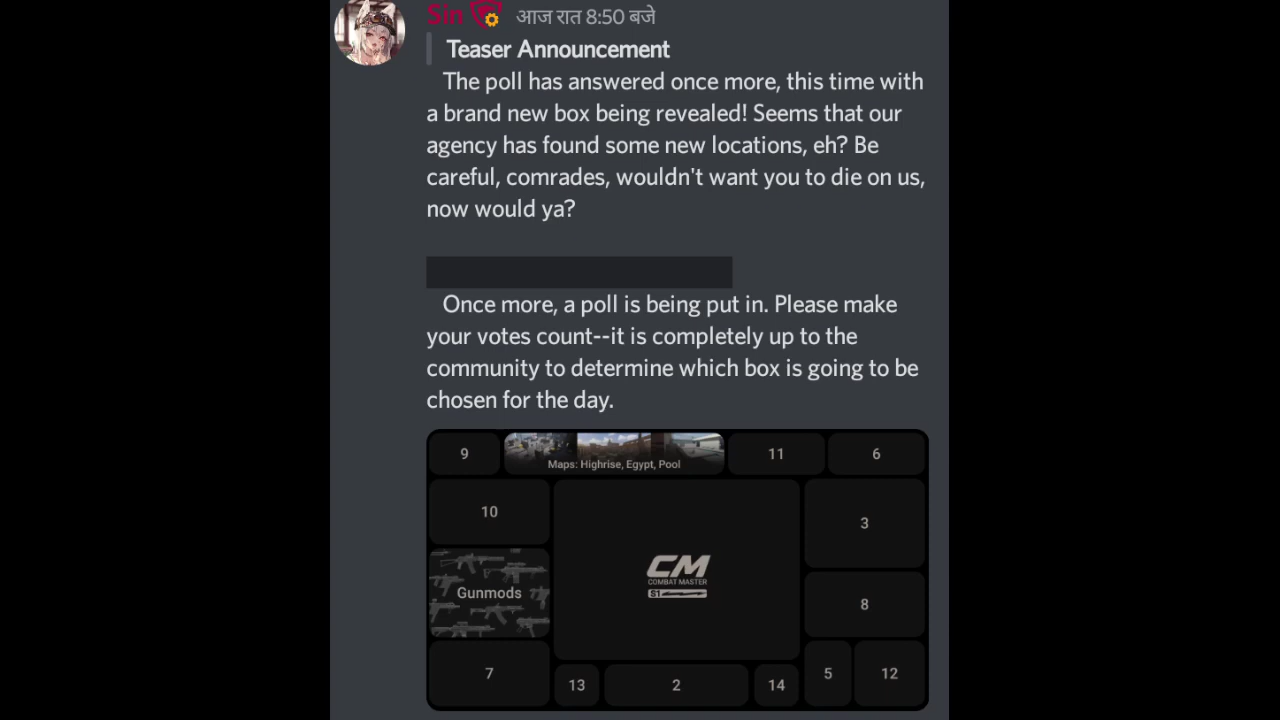 Sin आज रात 8:50 बजे
Teaser Announcement
The poll has answered once more, this time with
a brand new box being revealed! Seems that our
agency has found some new locations, eh? Be
careful, comrades, wouldn't want you to die on us,
now would ya?
Once more, a poll is being put in. Please make
your votes count--it is completely up to the
community to determine which box is going to be
chosen for the day.
9
Maps: Highrise, Egypt, Pool
11
6
10
3
CM
COMBAT MASTER
Gunmods
8
7
13
2
14
5
12